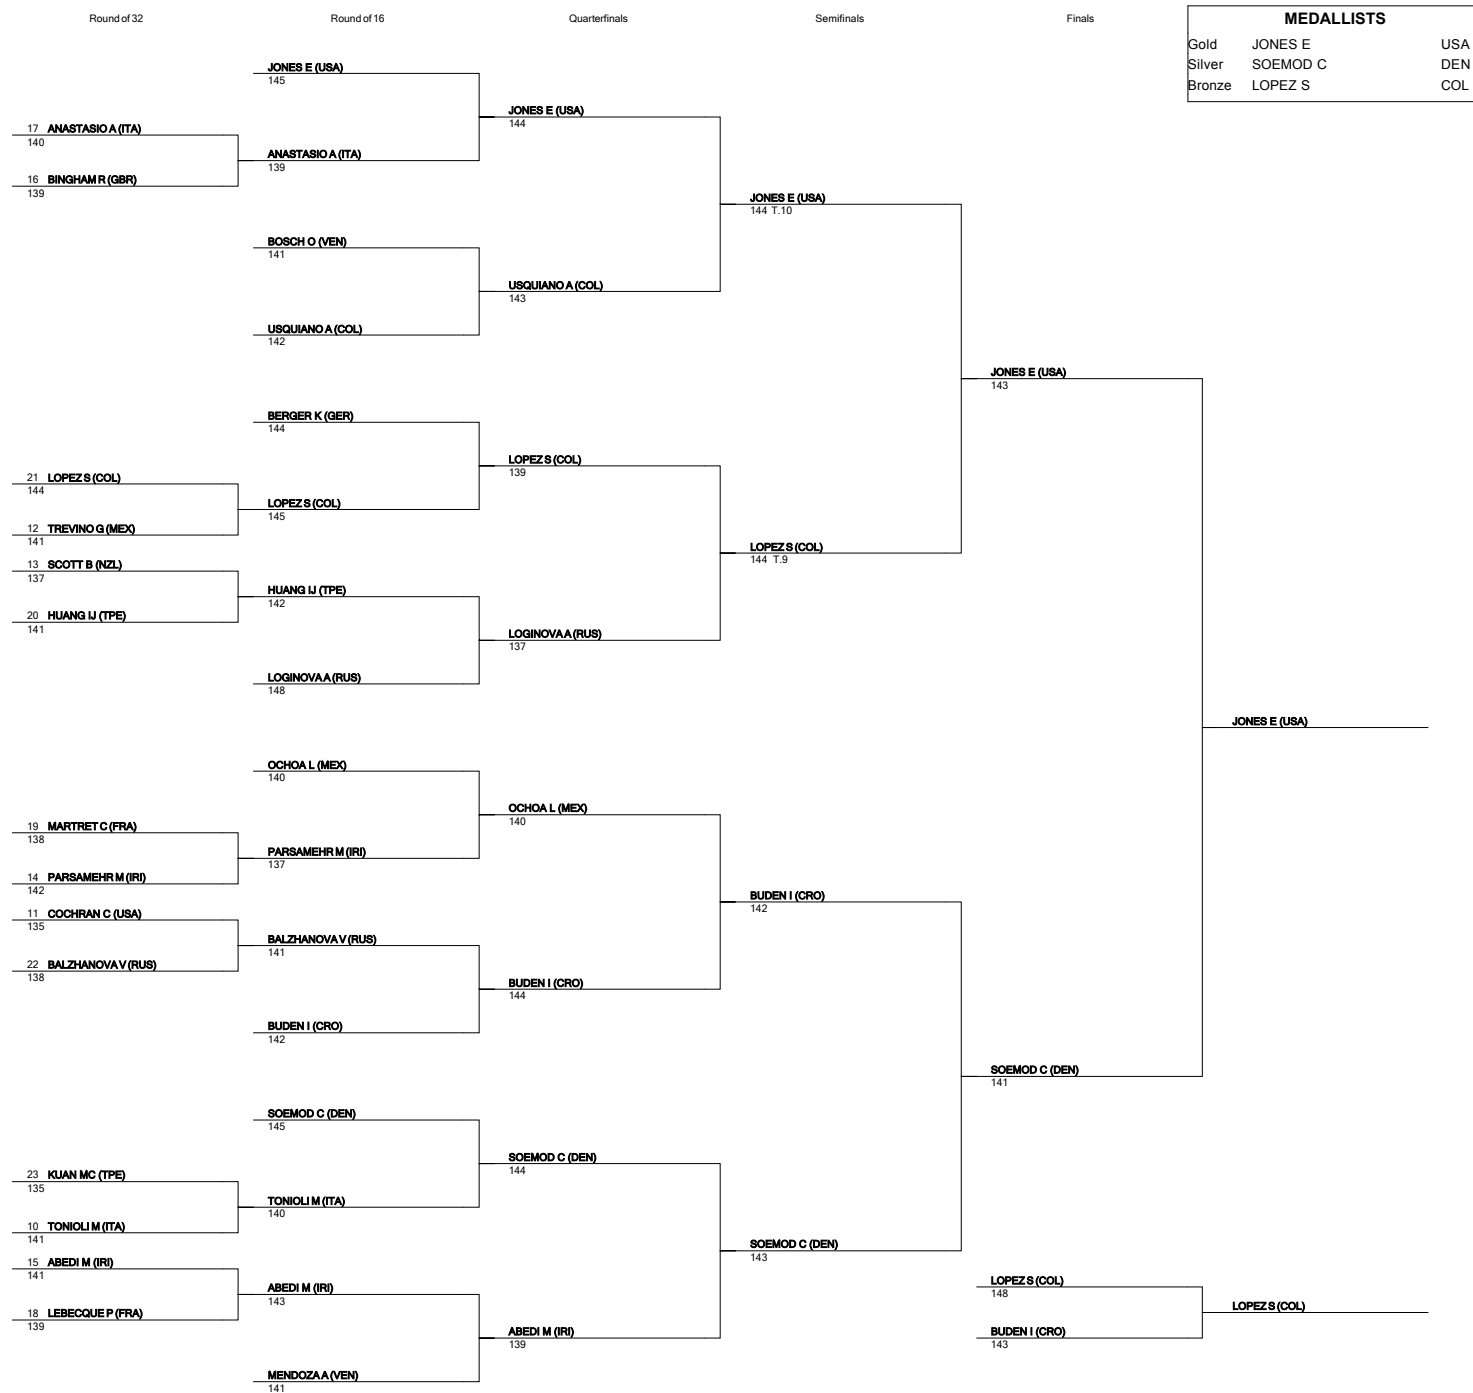 Round of 32 Round of 16 Quarterfinals Semifinals Finals
MEDALLISTS
Gold JONES E USA
Silver SOEMOD C DEN
Bronze LOPEZ S COL
JONES E (USA)
145
JONES E (USA)
144
17 ANASTASIO A (ITA)
140
ANASTASIO A (ITA)
139
16 BINGHAM R (GBR)
139
JONES E (USA)
144 T.10
BOSCH O (VEN)
141
USQUIANO A (COL)
143
USQUIANO A (COL)
142
JONES E (USA)
143
BERGER K (GER)
144
LOPEZ S (COL)
139
21 LOPEZ S (COL)
144
LOPEZ S (COL)
145
12 TREVINO G (MEX)
141
LOPEZ S (COL)
144 T.9
13 SCOTT B (NZL)
137
HUANG IJ (TPE)
142
20 HUANG IJ (TPE)
141
LOGINOVA A (RUS)
137
LOGINOVA A (RUS)
148
JONES E (USA)
OCHOA L (MEX)
140
OCHOA L (MEX)
140
19 MARTRET C (FRA)
138
PARSAMEHR M (IRI)
137
14 PARSAMEHR M (IRI)
142
BUDEN I (CRO)
142
11 COCHRAN C (USA)
135
BALZHANOVA V (RUS)
141
22 BALZHANOVA V (RUS)
138
BUDEN I (CRO)
144
BUDEN I (CRO)
142
SOEMOD C (DEN)
141
SOEMOD C (DEN)
145
SOEMOD C (DEN)
144
23 KUAN MC (TPE)
135
TONIOLI M (ITA)
140
10 TONIOLI M (ITA)
141
SOEMOD C (DEN)
143
15 ABEDI M (IRI)
141
ABEDI M (IRI)
143
LOPEZ S (COL)
148
LOPEZ S (COL)
18 LEBECQUE P (FRA)
139
ABEDI M (IRI)
139
BUDEN I (CRO)
143
MENDOZA A (VEN)
141